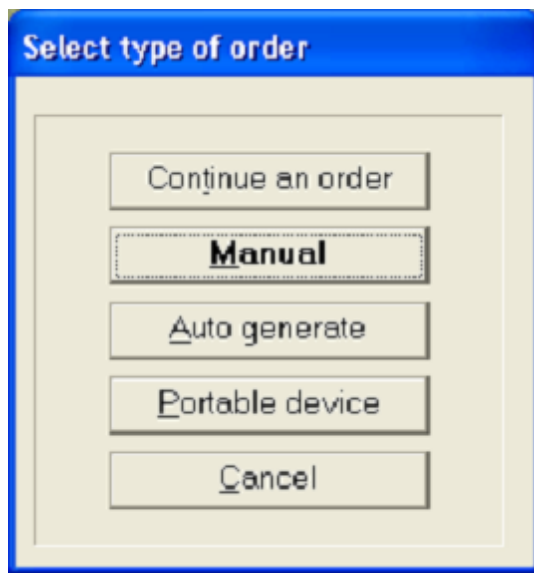 Select type of order
Continue an order
Manual
Auto generate
Portable device
Cancel